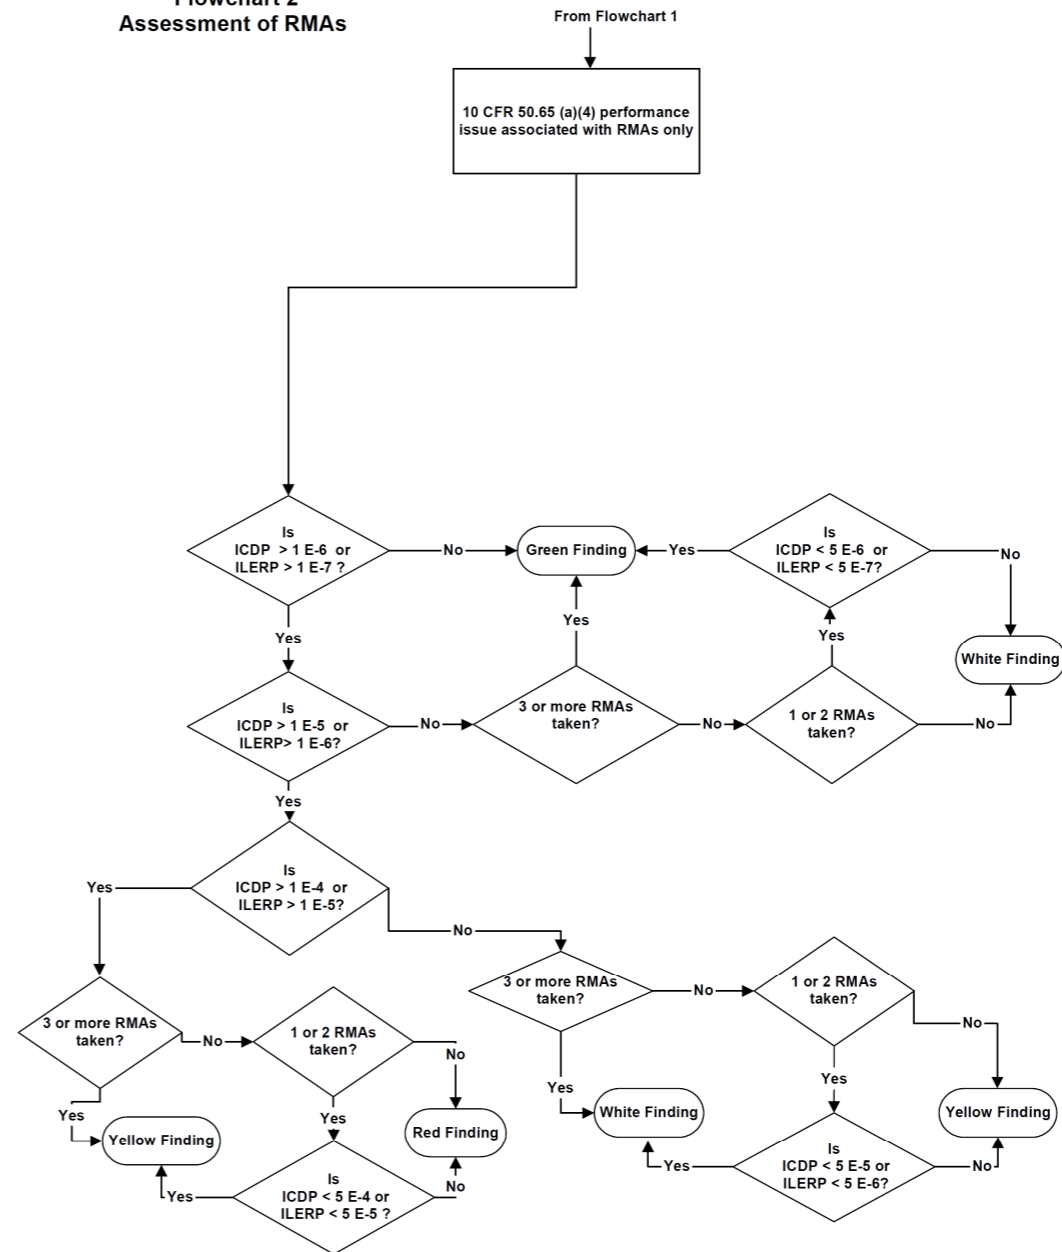 Flowchart 2
Assessment of RMAs
From Flowchart 1
10 CFR 50.65 (a)(4) performance
issue associated with RMAs only
Is
ICDP > 1 E-6 or
ILERP > 1 E-7 ?
No
Green Finding
Yes
Is
ICDP < 5 E-6 or
ILERP < 5 E-7?
No
Yes
Yes
Yes
White Finding
Is
ICDP > 1 E-5 or
ILERP> 1 E-6?
No
3 or more RMAs
taken?
No
1 or 2 RMAs
taken?
No
Yes
Is
ICDP > 1 E-4 or
ILERP > 1 E-5?
Yes
No
3 or more RMAs
taken?
No
1 or 2 RMAs
taken?
No
3 or more RMAs
taken?
No
1 or 2 RMAs
taken?
No
Yes
Yes
Yes
Yes
Yellow Finding
Red Finding
White Finding
Yellow Finding
Is
ICDP < 5 E-4 or
ILERP < 5 E-5 ?
Yes
No
Is
ICDP < 5 E-5 or
ILERP < 5 E-6?
Yes
No